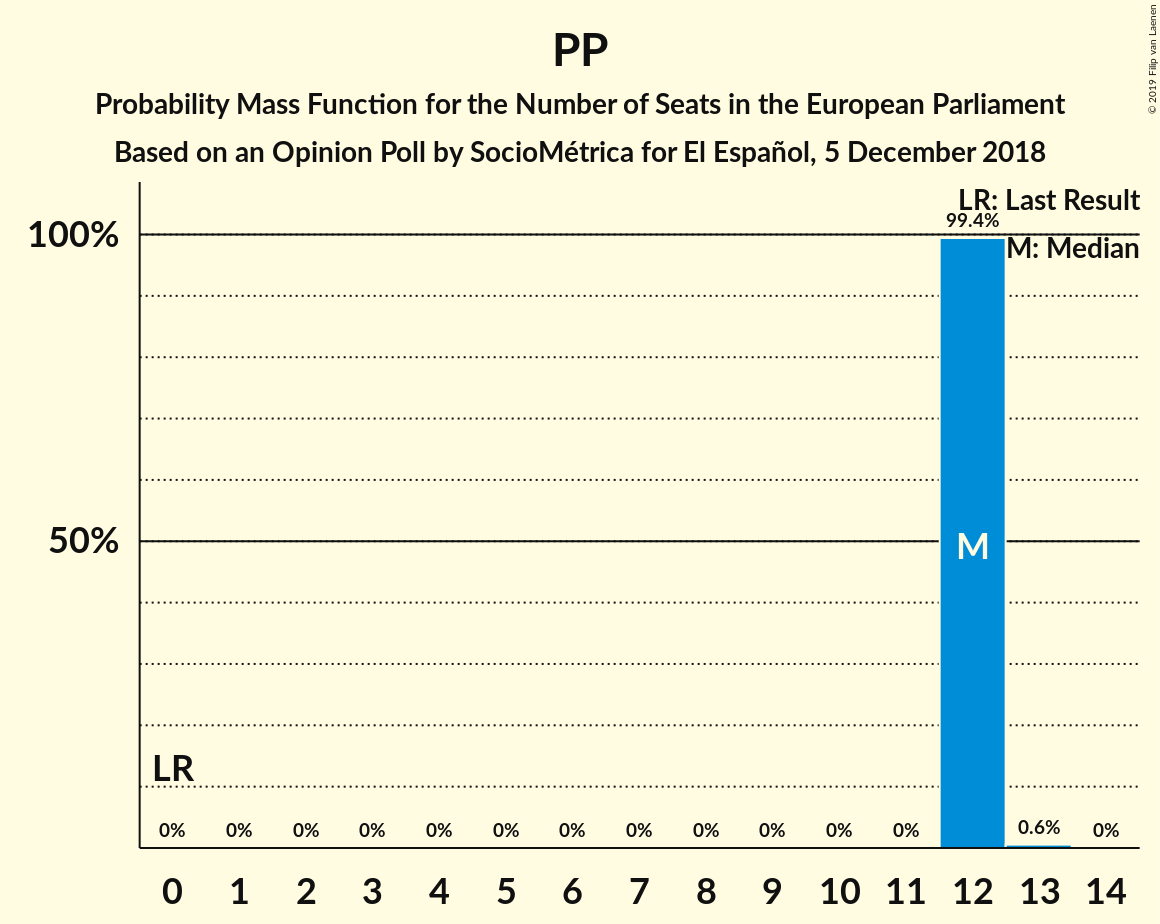 PP
Probability Mass Function for the Number of Seats in the European Parliament
Based on an Opinion Poll by SocioMétrica for El Español, 5 December 2018
© 2019 Filip van Laenen
LR: Last Result
99.4%
100%
M: Median
50%
M
LR
0% 0% 0% 0% 0% 0% 0% 0% 0% 0% 0% 0% 0.6% 0%
0 1 2 3 4 5 6 7 8 9 10 11 12 13 14